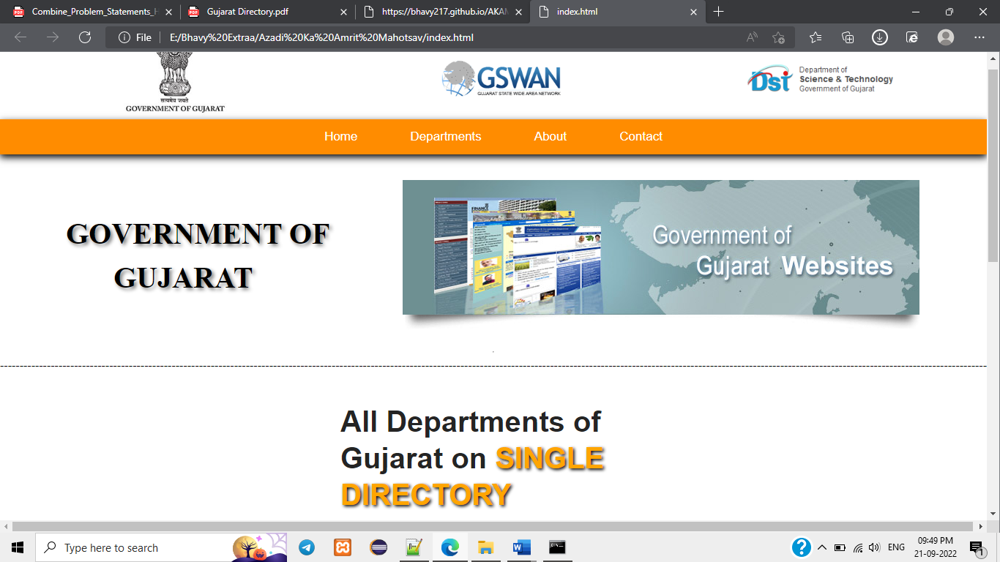 Combine_Problem_Statements_H
Gujarat Directory.pdf
https://bhavy217.github.io/AKAM
index.html
File
E:/Bhavy%20Extraa/Azadi%20Ka%20Amrit%20Mahotsav/index.html
सत्यमेव जयते
GOVERNMENT OF GUJARAT
GSWAN
GUJARAT STATE WIDE AREA NETWORK
Dst
Department of
Science & Technology
Government of Gujarat
Home
Departments
About
Contact
GOVERNMENT OF
GUJARAT
FINANCE
Government of
Gujarat Websites
All Departments of
Gujarat on SINGLE
DIRECTORY
Type here to search
ENG
09:49 PM
21-09-2022
1